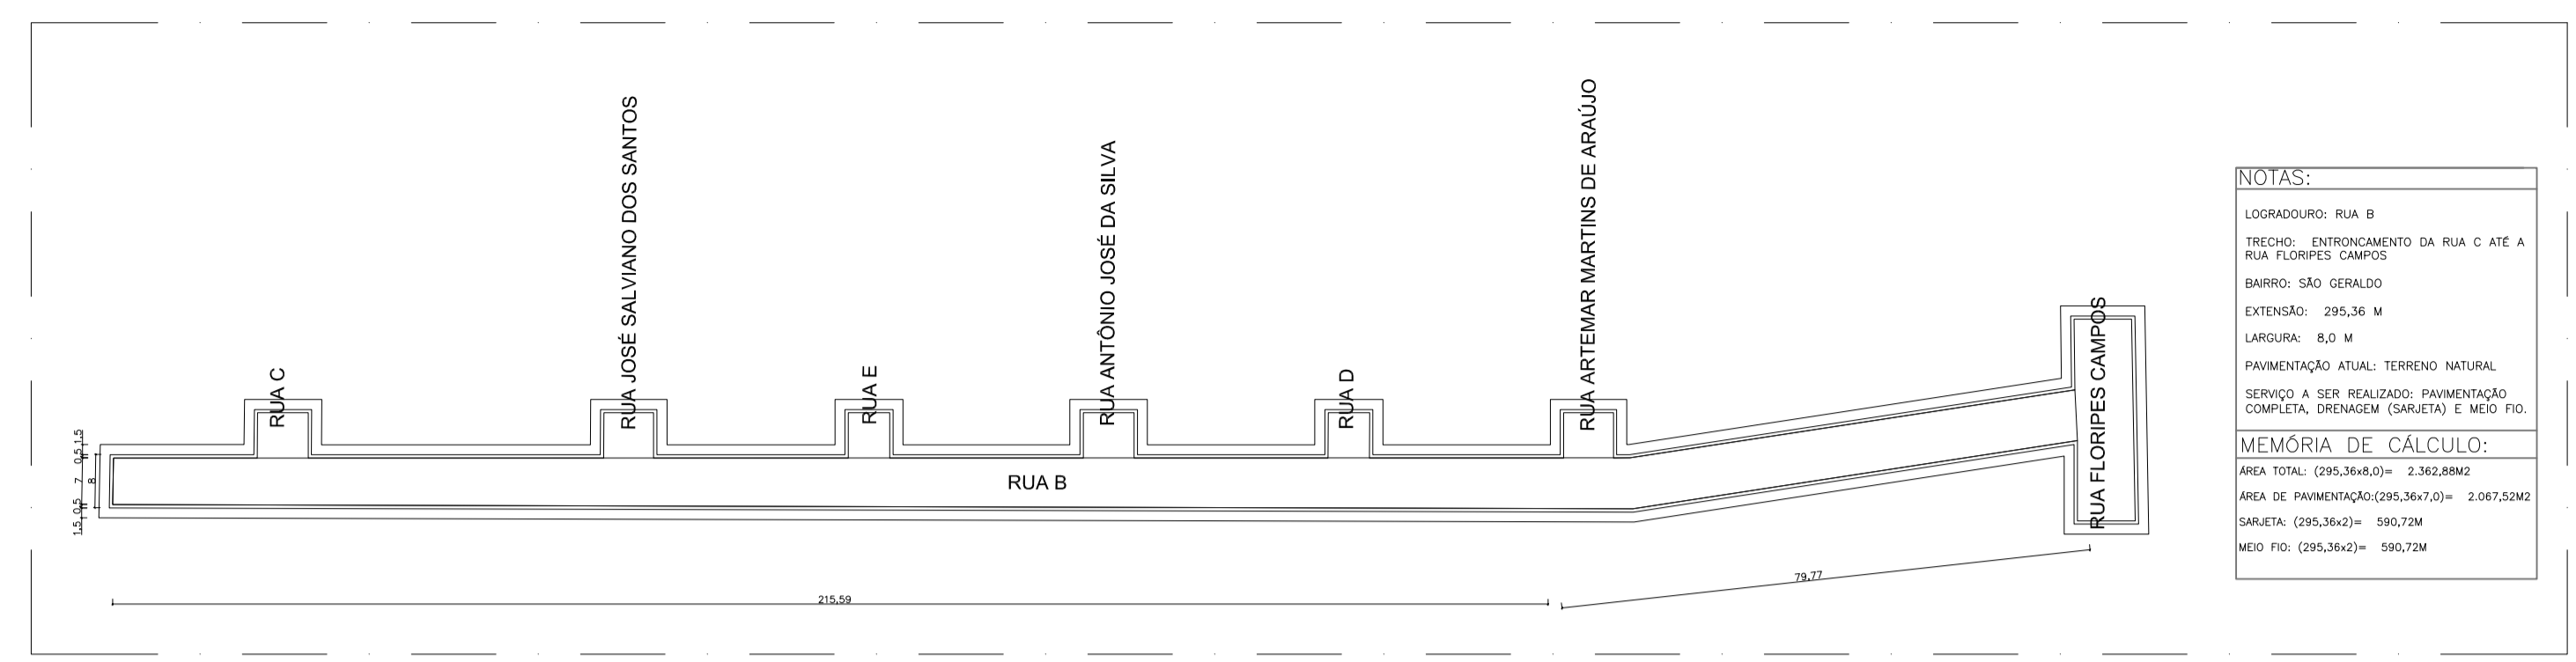 RUA C
RUA JOSÉ SALVIANO DOS SANTOS
RUA E
RUA ANTÔNIO JOSÉ DA SILVA
RUA D
RUA ARTEMAR MARTINS DE ARAÚJO
RUA FLORIPES CAMPOS
RUA B
1,5
0,5
7
8
0,5
1,5
215,59
79,77
NOTAS:
LOGRADOURO: RUA B
TRECHO: ENTRONCAMENTO DA RUA C ATÉ A
RUA FLORIPES CAMPOS
BAIRRO: SÃO GERALDO
EXTENSÃO: 295,36 M
LARGURA: 8,0 M
PAVIMENTAÇÃO ATUAL: TERRENO NATURAL
SERVIÇO A SER REALIZADO: PAVIMENTAÇÃO
COMPLETA, DRENAGEM (SARJETA) E MEIO FIO.
MEMÓRIA DE CÁLCULO:
ÁREA TOTAL: (295,36x8,0)= 2.362,88M2
ÁREA DE PAVIMENTAÇÃO:(295,36x7,0)= 2.067,52M2
SARJETA: (295,36x2)= 590,72M
MEIO FIO: (295,36x2)= 590,72M